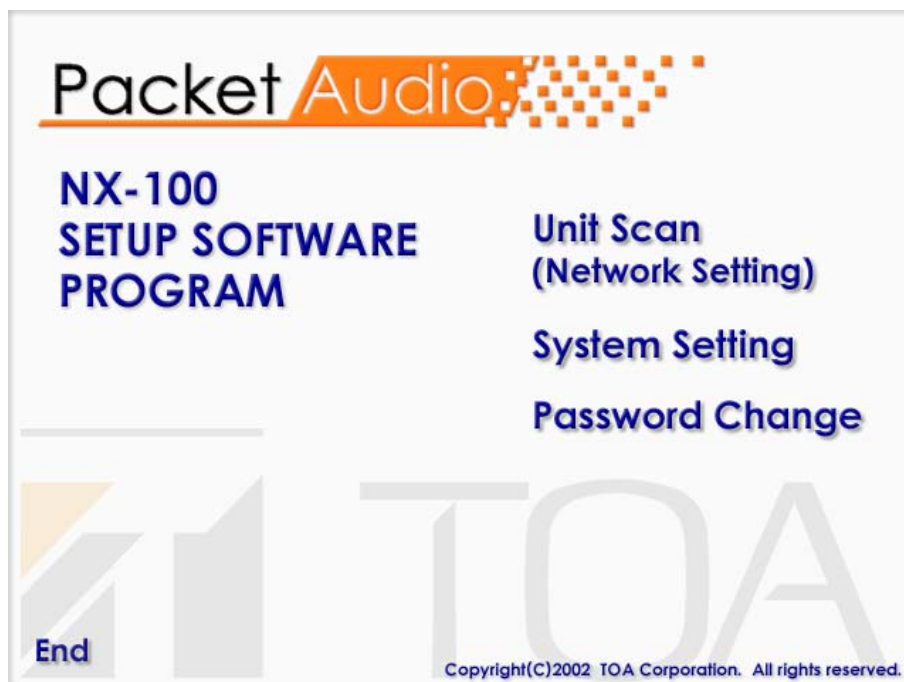 Packet Audio
NX-100
SETUP SOFTWARE
PROGRAM
Unit Scan
(Network Setting)
System Setting
Password Change
TOA
End
Copyright(C)2002 TOA Corporation. All rights reserved.